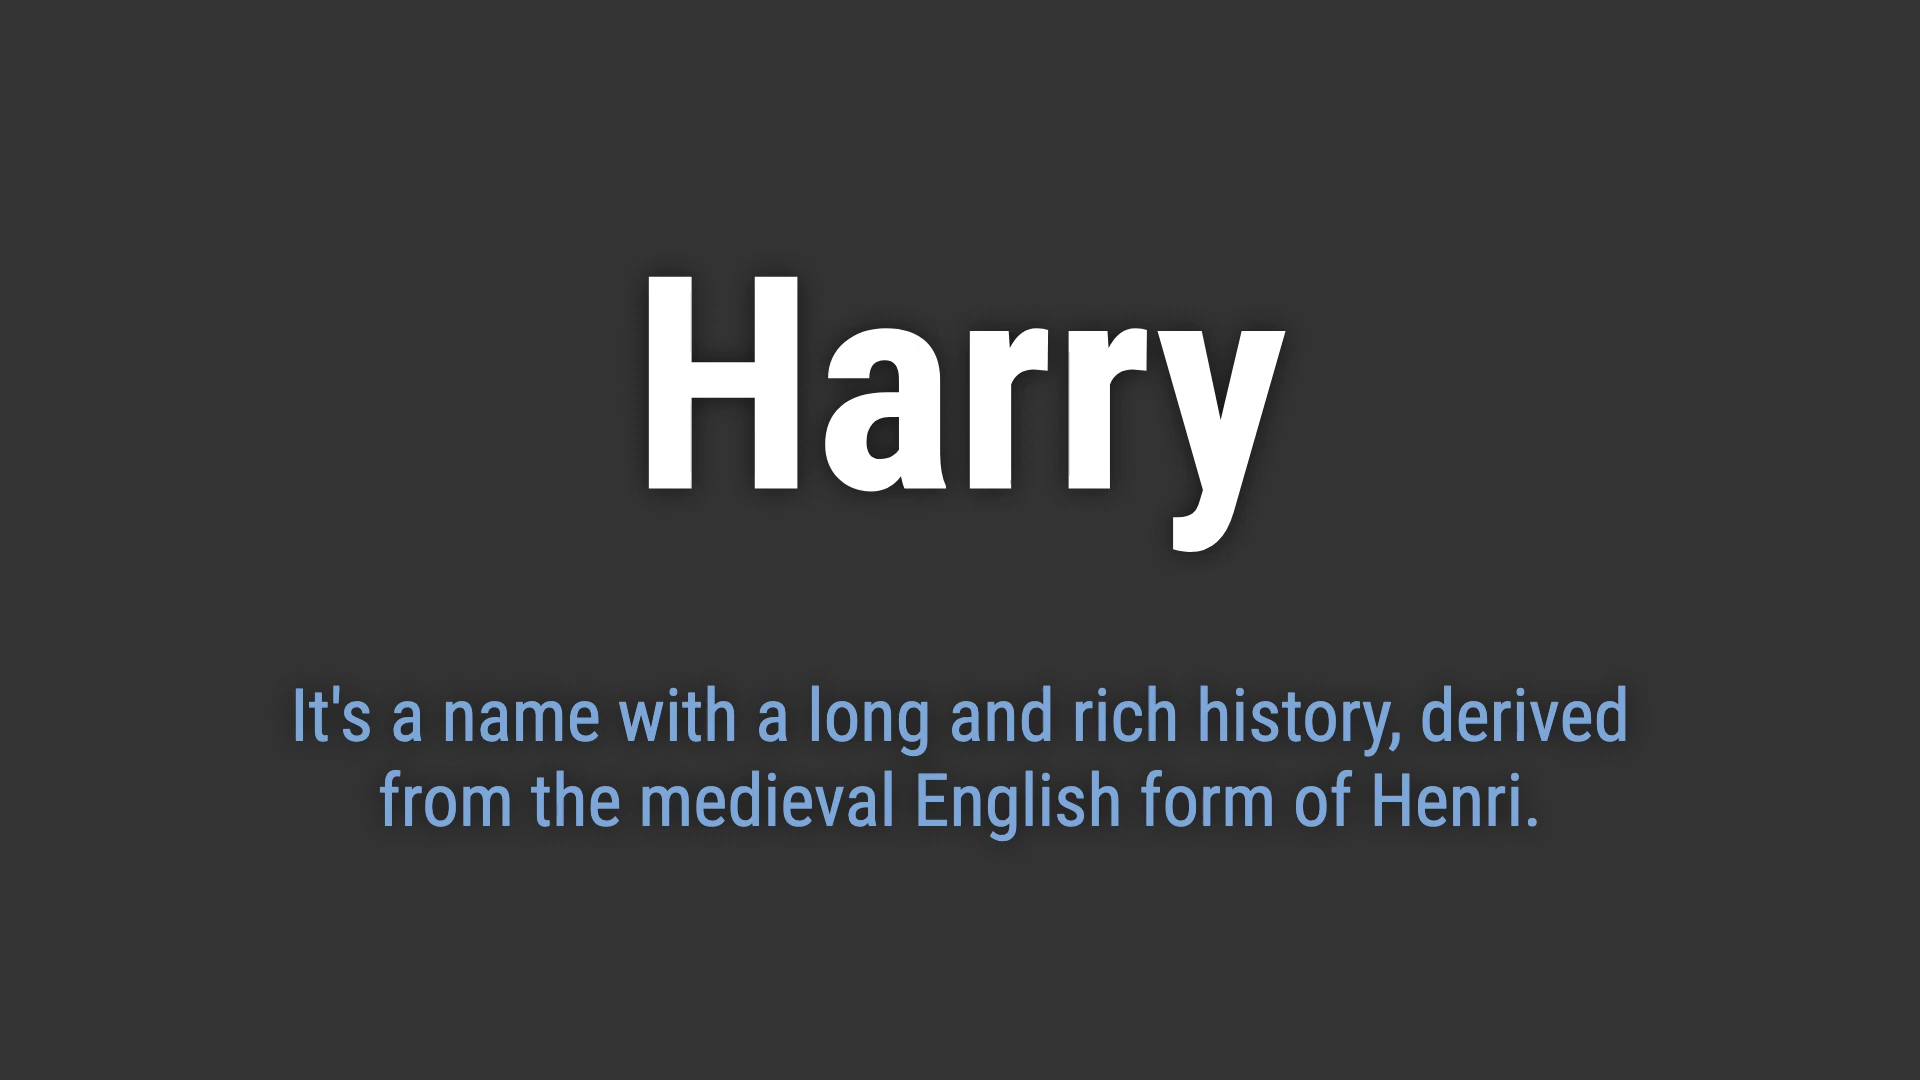 Harry
It's a name with a long and rich history, derived
from the medieval English form of Henri.